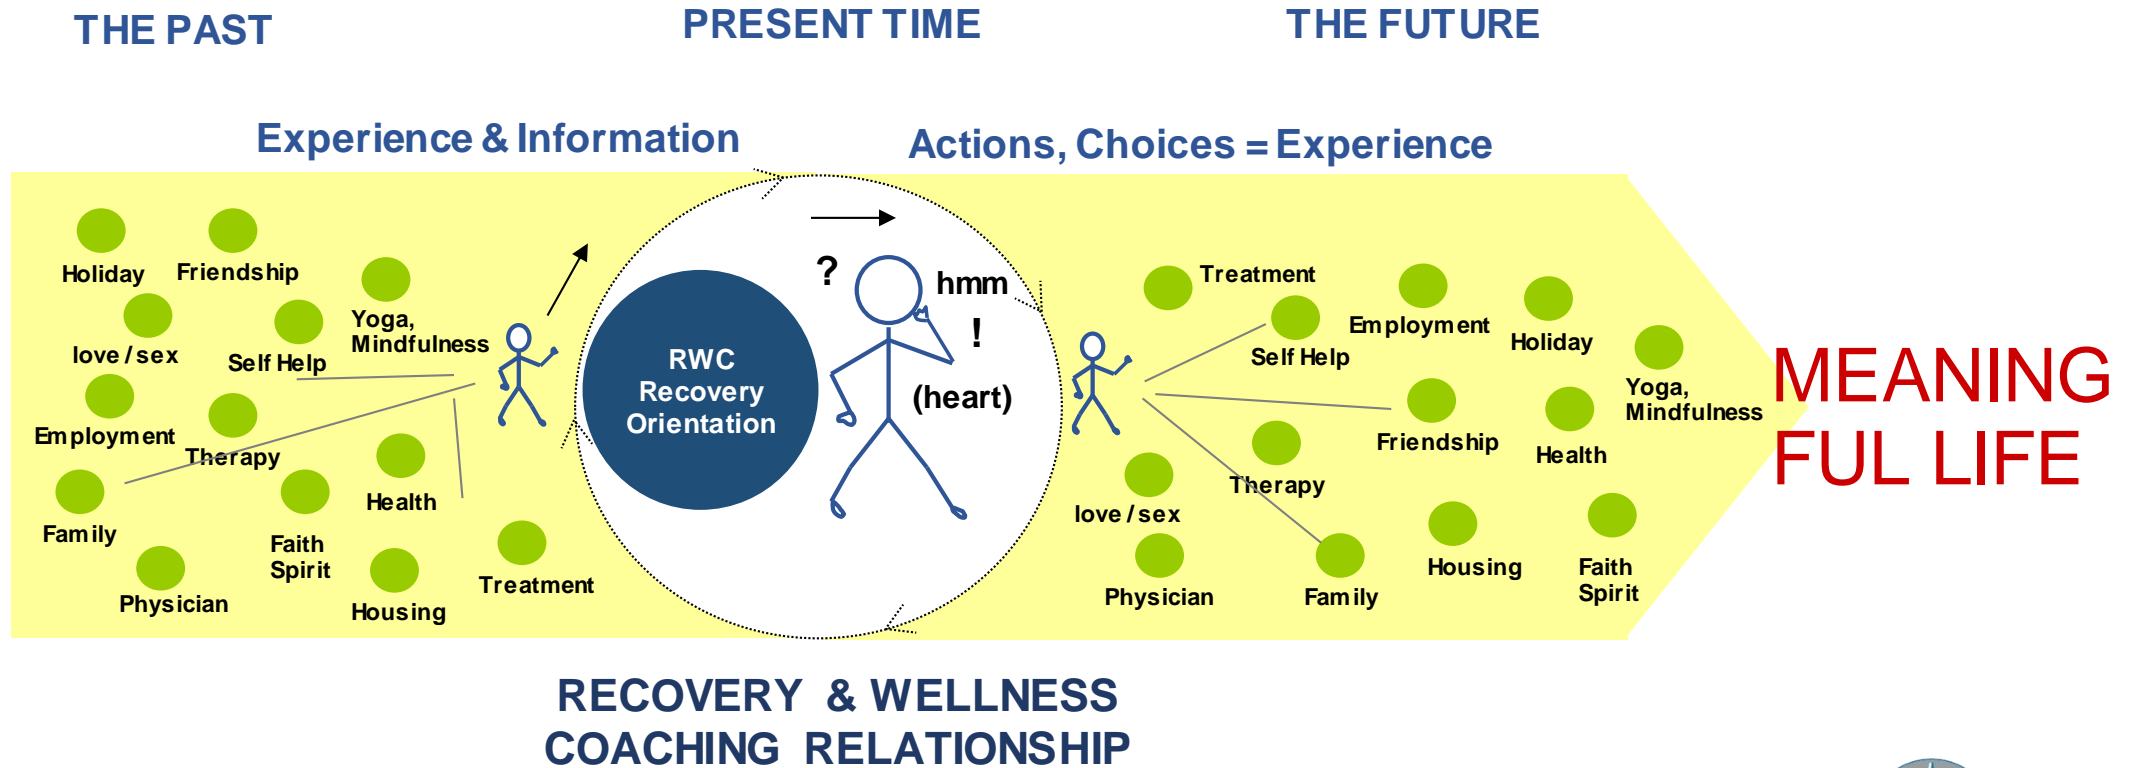 THE PAST
PRESENT TIME
THE FUTURE
Experience & Information
Actions, Choices = Experience
Holiday
Friendship
Yoga,
Mindfulness
love / sex
Self Help
Employment
Therapy
Family
Health
Faith
Spirit
Physician
Housing
Treatment
RWC
Recovery
Orientation
?
hmm
!
(heart)
Treatment
Self Help
Employment
Holiday
Yoga,
Mindfulness
Friendship
Health
Therapy
love / sex
Physician
Family
Housing
Faith
Spirit
MEANING
FUL LIFE
RECOVERY & WELLNESS
COACHING RELATIONSHIP